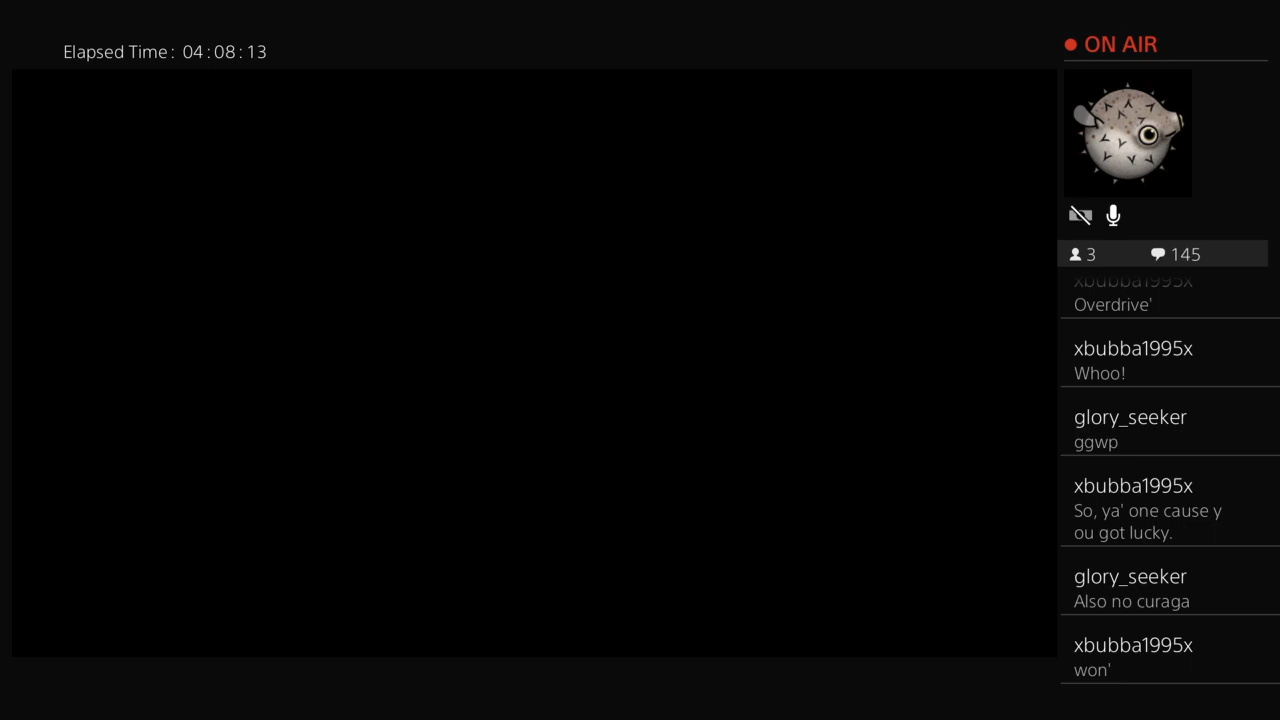 Elapsed Time: 04:08:13
ON AIR
3 145
xbubba1995x
Overdrive'
xbubba1995x
Whoo!
glory_seeker
ggwp
xbubba1995x
So, ya' one cause y
ou got lucky.
glory_seeker
Also no curaga
xbubba1995x
won'